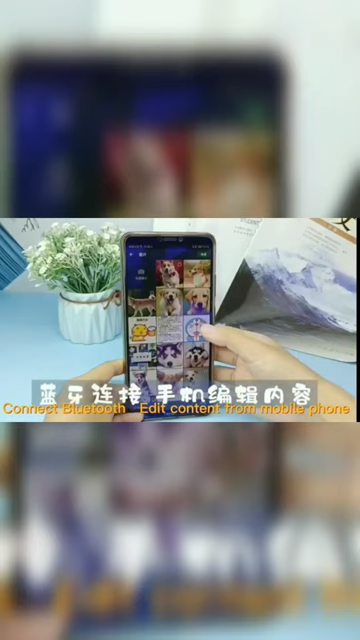 蓝牙连接 手机编辑内容
Connect Bluetooth Edit content from mobile phone